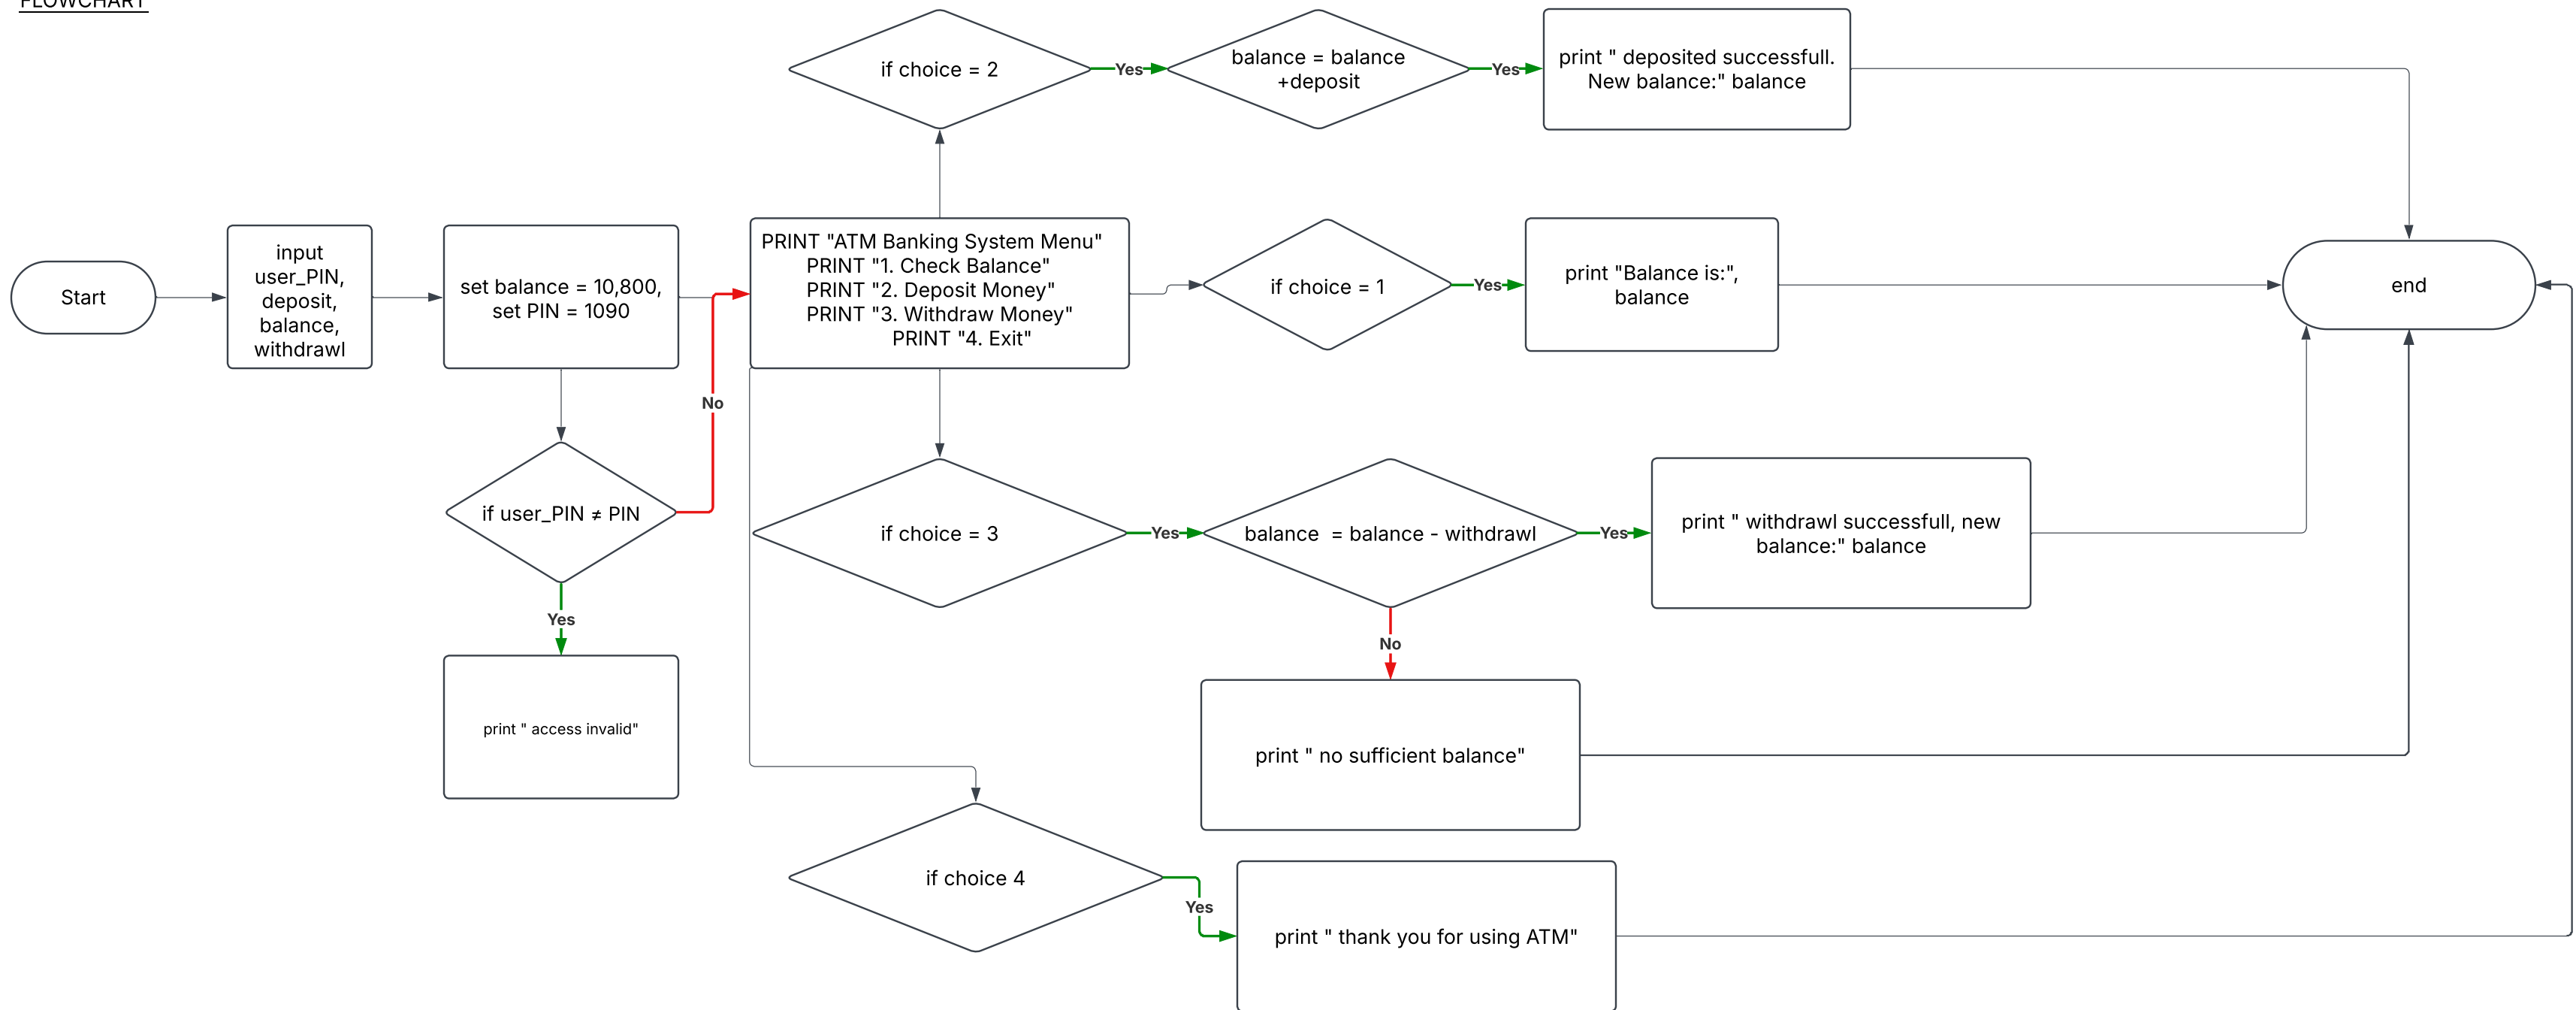 FLOWCHART
if choice = 2
Yes
balance = balance
+deposit
Yes
print " deposited successfull.
New balance:" balance
Start
input
user_PIN,
deposit,
balance,
withdrawl
set balance = 10,800,
set PIN = 1090
PRINT "ATM Banking System Menu"
PRINT "1. Check Balance"
PRINT "2. Deposit Money"
PRINT "3. Withdraw Money"
PRINT "4. Exit"
if choice = 1
Yes
print "Balance is:",
balance
end
No
if user_PIN ≠ PIN
Yes
print " access invalid"
if choice = 3
Yes
balance  = balance - withdrawl
Yes
print " withdrawl successfull, new
balance:" balance
No
print " no sufficient balance"
if choice 4
Yes
print " thank you for using ATM"